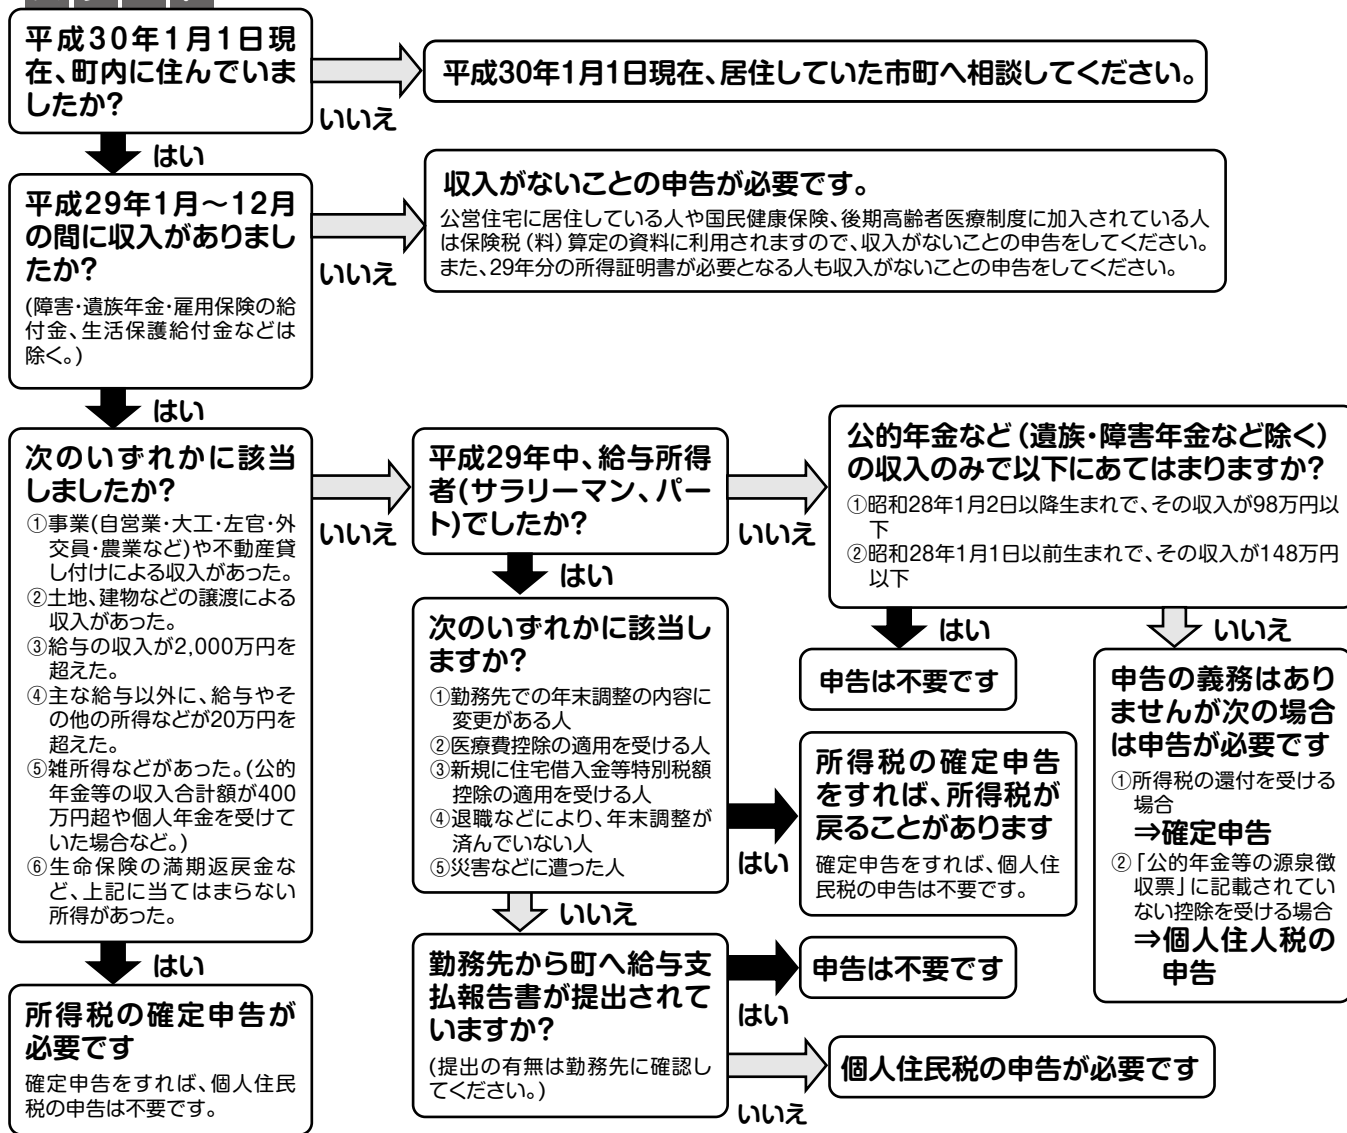 平成30年1月1日現
在、町内に住んでいま
したか？
いいえ
平成30年1月1日現在、居住していた市町へ相談してください。
はい
平成29年1月～12月
の間に収入がありまし
たか？
(障害・遺族年金・雇用保険の給
付金、生活保護給付金などは
除く。)
いいえ
収入がないことの申告が必要です。
公営住宅に居住している人や国民健康保険、後期高齢者医療制度に加入されている人
は保険税（料）算定の資料に利用されますので、収入がないことの申告をしてください。
また、29年分の所得証明書が必要となる人も収入がないことの申告をしてください。
はい
次のいずれかに該当
しましたか？
①事業(自営業・大工・左官・外
交員・農業など)や不動産貸
し付けによる収入があった。
②土地、建物などの譲渡による
収入があった。
③給与の収入が2,000万円を
超えた。
④主な給与以外に、給与やそ
の他の所得などが20万円を
超えた。
⑤雑所得などがあった。(公的
年金等の収入合計額が400
万円超や個人年金を受けて
いた場合など。)
⑥生命保険の満期返戻金な
ど、上記に当てはまらない
所得があった。
はい
所得税の確定申告が
必要です
確定申告をすれば、個人住民
税の申告は不要です。
いいえ
平成29年中、給与所得
者(サラリーマン、パー
ト)でしたか？
はい
次のいずれかに該当し
ますか？
①勤務先での年末調整の内容に
変更がある人
②医療費控除の適用を受ける人
③新規に住宅借入金等特別税額
控除の適用を受ける人
④退職などにより、年末調整が
済んでいない人
⑤災害などに遭った人
はい
所得税の確定申告
をすれば、所得税が
戻ることがあります
確定申告をすれば、個人住
民税の申告は不要です。
いいえ
勤務先から町へ給与支
払報告書が提出されて
いますか？
(提出の有無は勤務先に確認し
てください。)
はい
申告は不要です
いいえ
個人住民税の申告が必要です
いいえ
公的年金など（遺族・障害年金など除く）
の収入のみで以下にあてはまりますか？
①昭和28年1月2日以降生まれで、その収入が98万円以
下
②昭和28年1月1日以前生まれで、その収入が148万円
以下
はい
申告は不要です
いいえ
申告の義務はあり
ませんが次の場合
は申告が必要です
①所得税の還付を受ける
場合
⇒確定申告
②「公的年金等の源泉徴
収票」に記載されてい
ない控除を受ける場合
⇒個人住人税の
申告